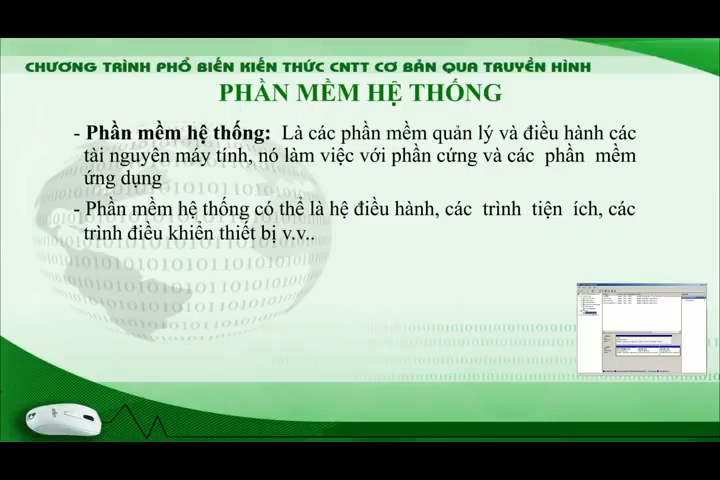 CHƯƠNG TRÌNH PHỔ BIẾN KIẾN THỨC CNTT CƠ BẢN QUA TRUYỀN HÌNH
PHẦN MỀM HỆ THỐNG
- Phần mềm hệ thống: Là các phần mềm quản lý và điều hành các
tài nguyên máy tính, nó làm việc với phần cứng và các phần mềm
ứng dụng
- Phần mềm hệ thống có thể là hệ điều hành, các trình tiện ích, các
trình điều khiển thiết bị v.v..